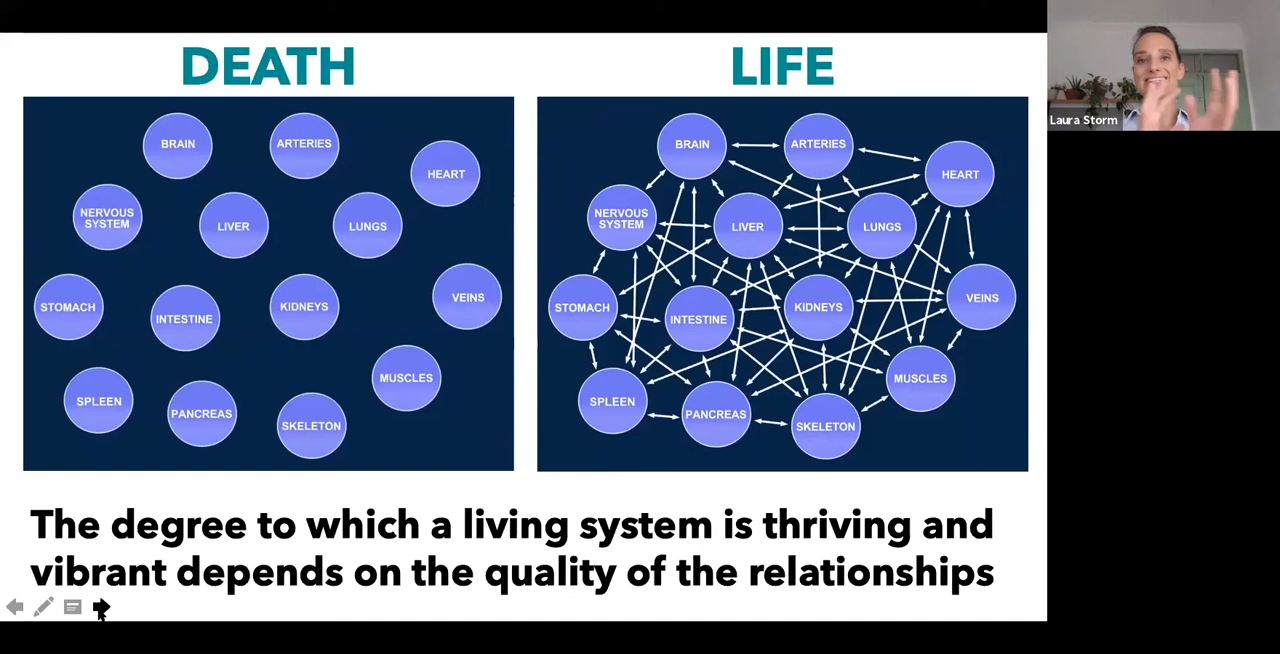 DEATH
BRAIN
ARTERIES
HEART
NERVOUS
SYSTEM
LIVER
LUNGS
STOMACH
INTESTINE
KIDNEYS
VEINS
SPLEEN
PANCREAS
SKELETON
MUSCLES
LIFE
BRAIN
ARTERIES
HEART
NERVOUS
SYSTEM
LIVER
LUNGS
STOMACH
INTESTINE
KIDNEYS
VEINS
SPLEEN
PANCREAS
SKELETON
MUSCLES
The degree to which a living system is thriving and
vibrant depends on the quality of the relationships
Laura Storm